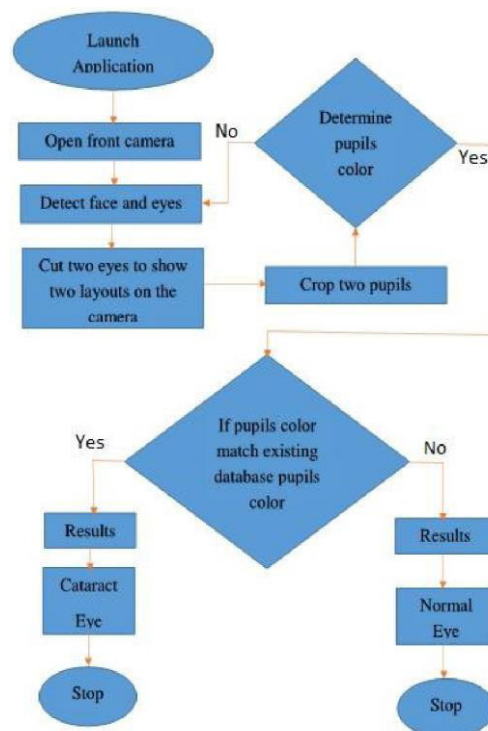 Launch
Application
Open front camera
Detect face and eyes
Cut two eyes to show
two layouts on the
camera
Crop two pupils
Determine
pupils
color
No
Yes
If pupils color
match existing
database pupils
color
Yes
No
Results
Cataract
Eye
Stop
Results
Normal
Eye
Stop